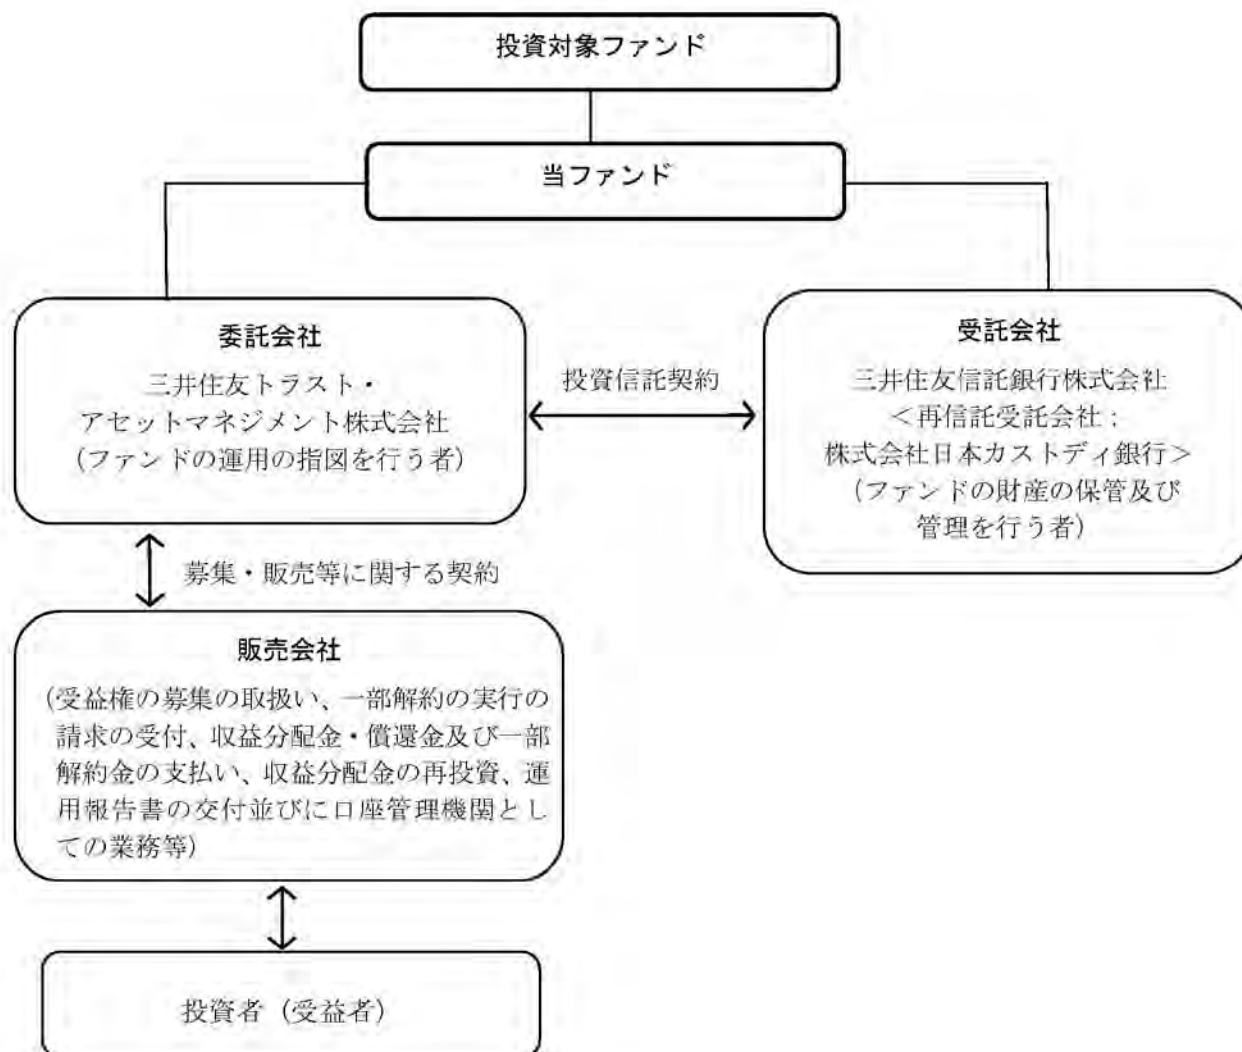 投資対象ファンド
当ファンド
委託会社
三井住友トラスト・
アセットマネジメント株式会社
（ファンドの運用の指図を行う者）
投資信託契約
受託会社
三井住友信託銀行株式会社
＜再信託受託会社：
株式会社日本カストディ銀行＞
（ファンドの財産の保管及び
管理を行う者）
募集・販売等に関する契約
販売会社
（受益権の募集の取扱い、一部解約の実行の
請求の受付、収益分配金・償還金及び一部
解約金の支払い、収益分配金の再投資、運
用報告書の交付並びに口座管理機関とし
ての業務等）
投資者（受益者）